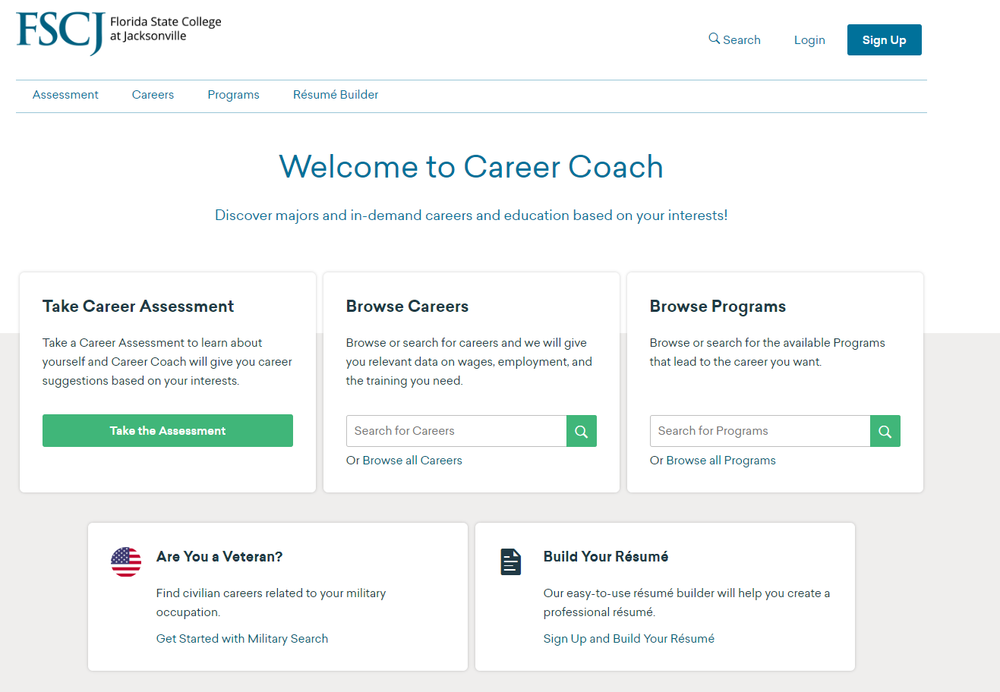 FSCJ Florida State College
at Jacksonville
Search Login Sign Up
Assessment Careers Programs Résumé Builder
Welcome to Career Coach
Discover majors and in-demand careers and education based on your interests!
Take Career Assessment
Take a Career Assessment to learn about
yourself and Career Coach will give you career
suggestions based on your interests.
Take the Assessment
Browse Careers
Browse or search for careers and we will give
you relevant data on wages, employment, and
the training you need.
Search for Careers
Or Browse all Careers
Browse Programs
Browse or search for the available Programs
that lead to the career you want.
Search for Programs
Or Browse all Programs
Are You a Veteran?
Find civilian careers related to your military
occupation.
Get Started with Military Search
Build Your Résumé
Our easy-to-use résumé builder will help you create a
professional résumé.
Sign Up and Build Your Résumé